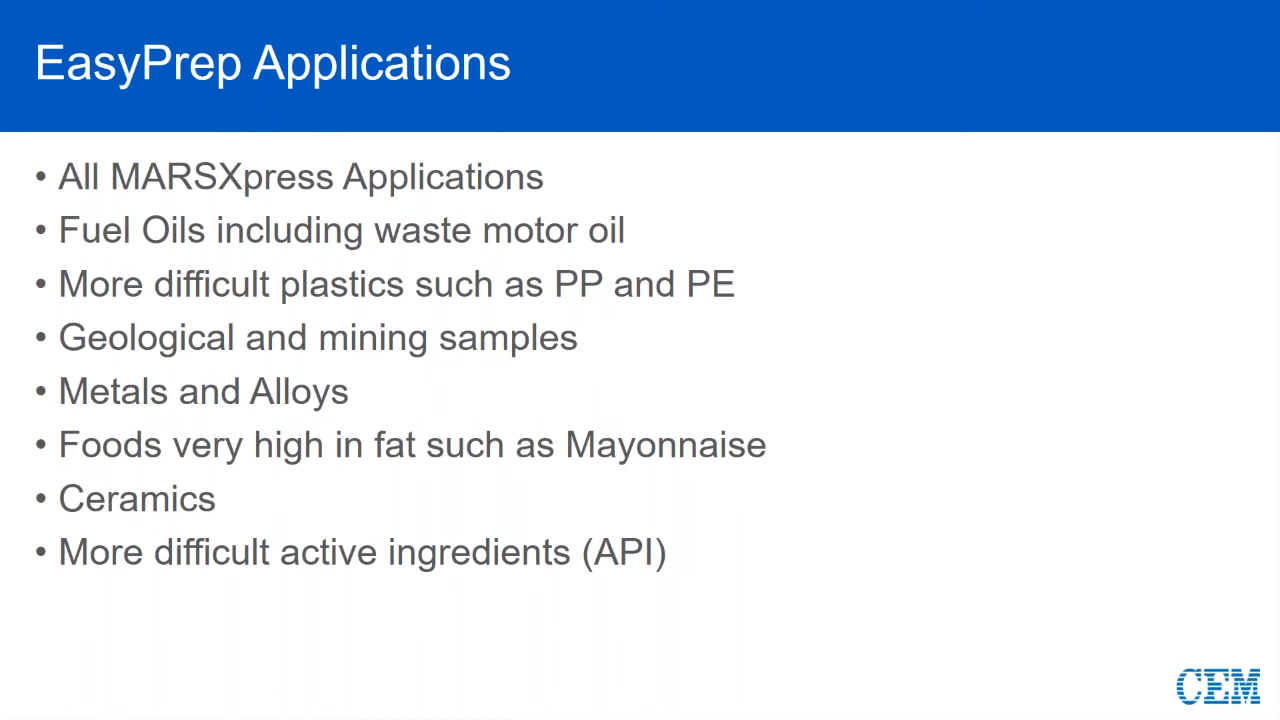 EasyPrep Applications
• All MARSXpress Applications
• Fuel Oils including waste motor oil
• More difficult plastics such as PP and PE
• Geological and mining samples
• Metals and Alloys
• Foods very high in fat such as Mayonnaise
• Ceramics
• More difficult active ingredients (API)
CEM